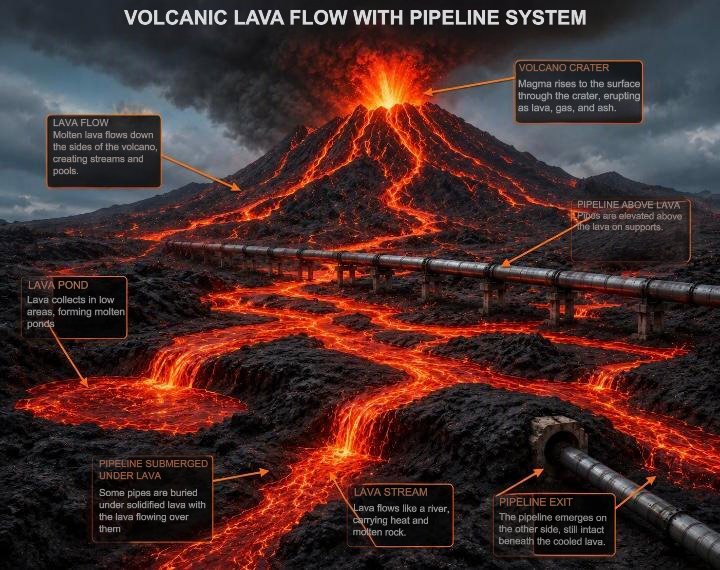 VOLCANIC LAVA FLOW WITH PIPELINE SYSTEM
VOLCANO CRATER
Magma rises to the surface
through the crater, erupting
as lava, gas, and ash.
LAVA FLOW
Molten lava flows down
the sides of the volcano,
creating streams and
pools.
PIPELINE ABOVE LAVA
Pipes are elevated above
the lava on supports.
LAVA POND
Lava collects in low
areas, forming molten
ponds
PIPELINE SUBMERGED
UNDER LAVA
Some pipes are buried
under solidified lava with
the lava flowing over
them
LAVA STREAM
Lava flows like a river,
carrying heat and
molten rock.
PIPELINE EXIT
The pipeline emerges on
the other side, still intact
beneath the cooled lava.